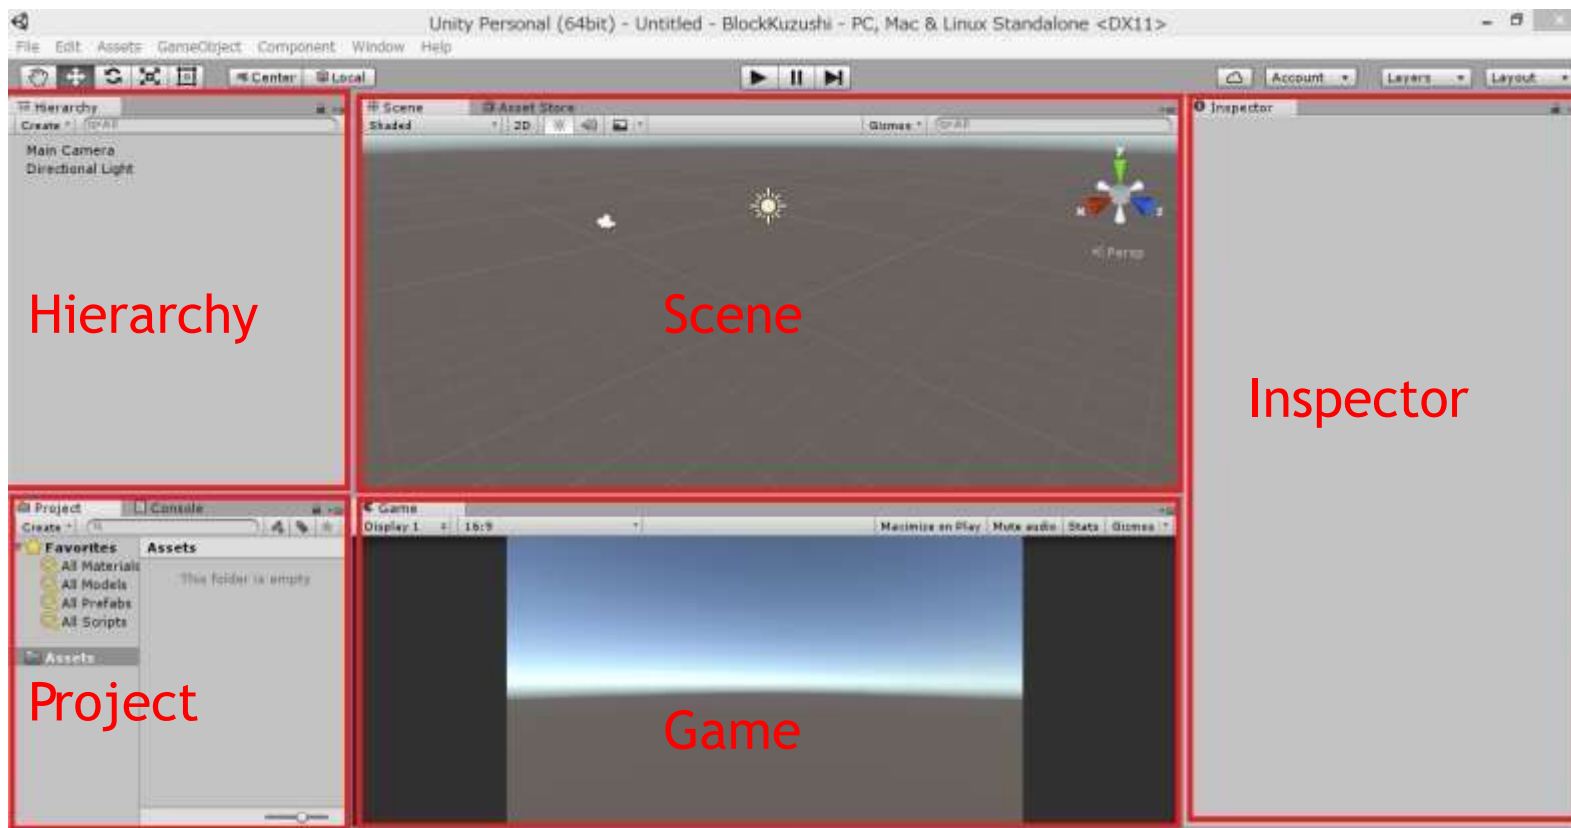 Unity Personal (64bit) - Untitled - BlockKuzushi - PC, Mac & Linux Standalone <DX11>
File Edit Assets GameObject Component Window Help
Center Local Account Layers Layout
Hierarchy
Create
Main Camera
Directional Light
Hierarchy
Scene Asset Store
Shaded 2D Gizmos All
y
x z
Persp
Scene
Inspector
Inspector
Project Console
Create
Favorites
All Materials
All Models
All Prefabs
All Scripts
Assets
Assets
This folder is empty
Project
Game
Display 1 16:9 Maximize on Play Mute audio Stats Gizmos
Game